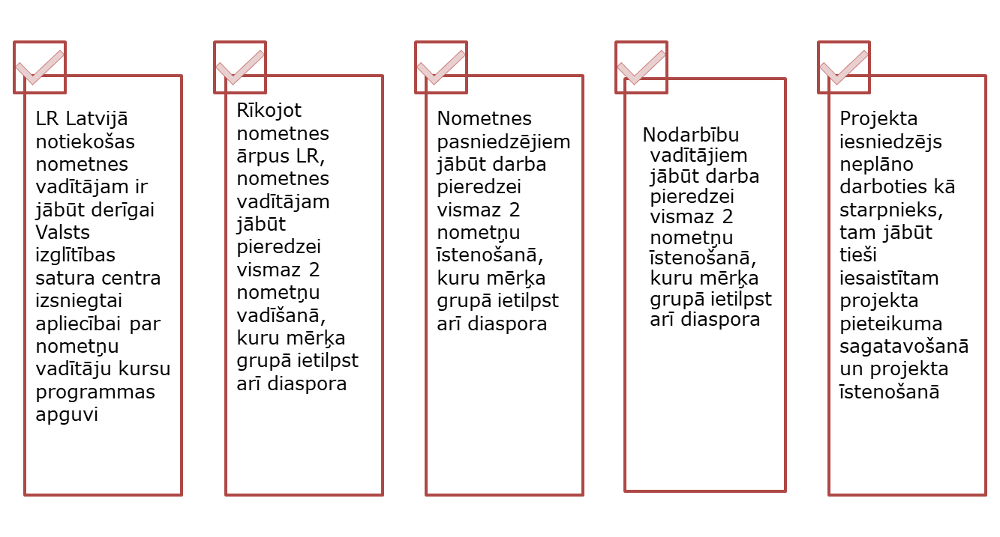 LR Latvijā
notiekošas
nometnes
vadītājam ir
jābūt derīgai
Valsts
izglītības
satura centra
izsniegtai
apliecībai par
nometņu
vadītāju kursu
programmas
apguvi
Rīkojot
nometnes
ārpus LR,
nometnes
vadītājam
jābūt
pieredzei
vismaz 2
nometņu
vadīšanā,
kuru mērķa
grupā ietilpst
arī diaspora
Nometnes
pasniedzējiem
jābūt darba
pieredzei
vismaz 2
nometņu
īstenošanā,
kuru mērķa
grupā ietilpst
arī diaspora
Nodarbību
vadītājiem
jābūt darba
pieredzei
vismaz 2
nometņu
īstenošanā,
kuru mērķa
grupā ietilpst
arī diaspora
Projekta
iesniedzējs
neplāno
darboties kā
starpnieks,
tam jābūt
tieši
iesaistītam
projekta
pieteikuma
sagatavošanā
un projekta
īstenošanā